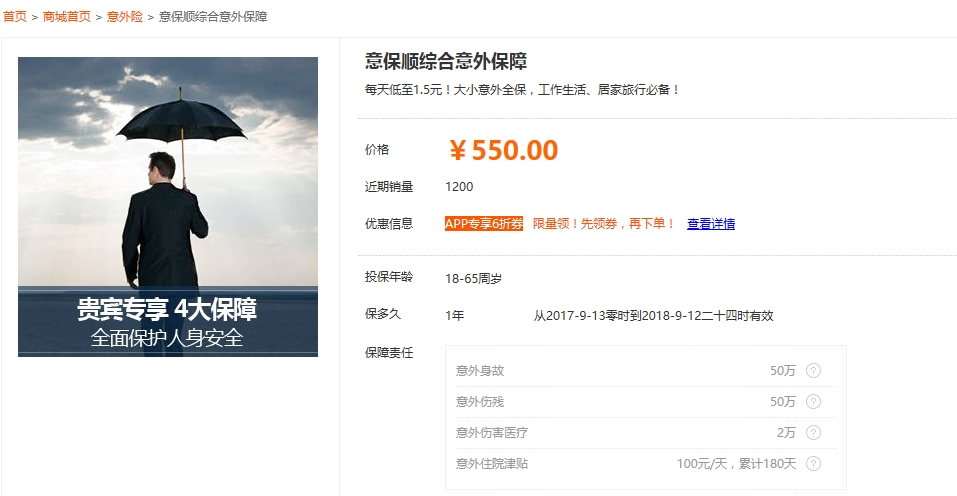 首页 > 商城首页 > 意外险 > 意保顺综合意外保障
意保顺综合意外保障
每天低至1.5元！大小意外全保，工作生活、居家旅行必备！
价格 ￥550.00
近期销量 1200
优惠信息 APP专享6折券 限量领！先领券，再下单！ 查看详情
贵宾专享 4大保障
全面保护人身安全
投保年龄 18-65周岁
保多久 1年 从2017-9-13零时到2018-9-12二十四时有效
保障责任
意外身故 50万 ?
意外伤残 50万 ?
意外伤害医疗 2万 ?
意外住院津贴 100元/天，累计180天 ?